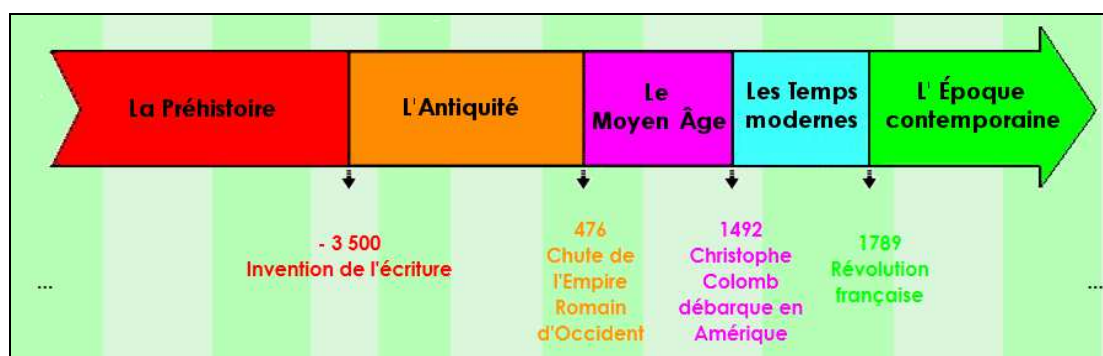 La Préhistoire
L'Antiquité
Le
Moyen Âge
Les Temps
modernes
L' Époque
contemporaine
- 3 500
Invention de l'écriture
476
Chute de
l'Empire
Romain
d'Occident
1492
Christophe
Colomb
débarque en
Amérique
1789
Révolution
française
...
...